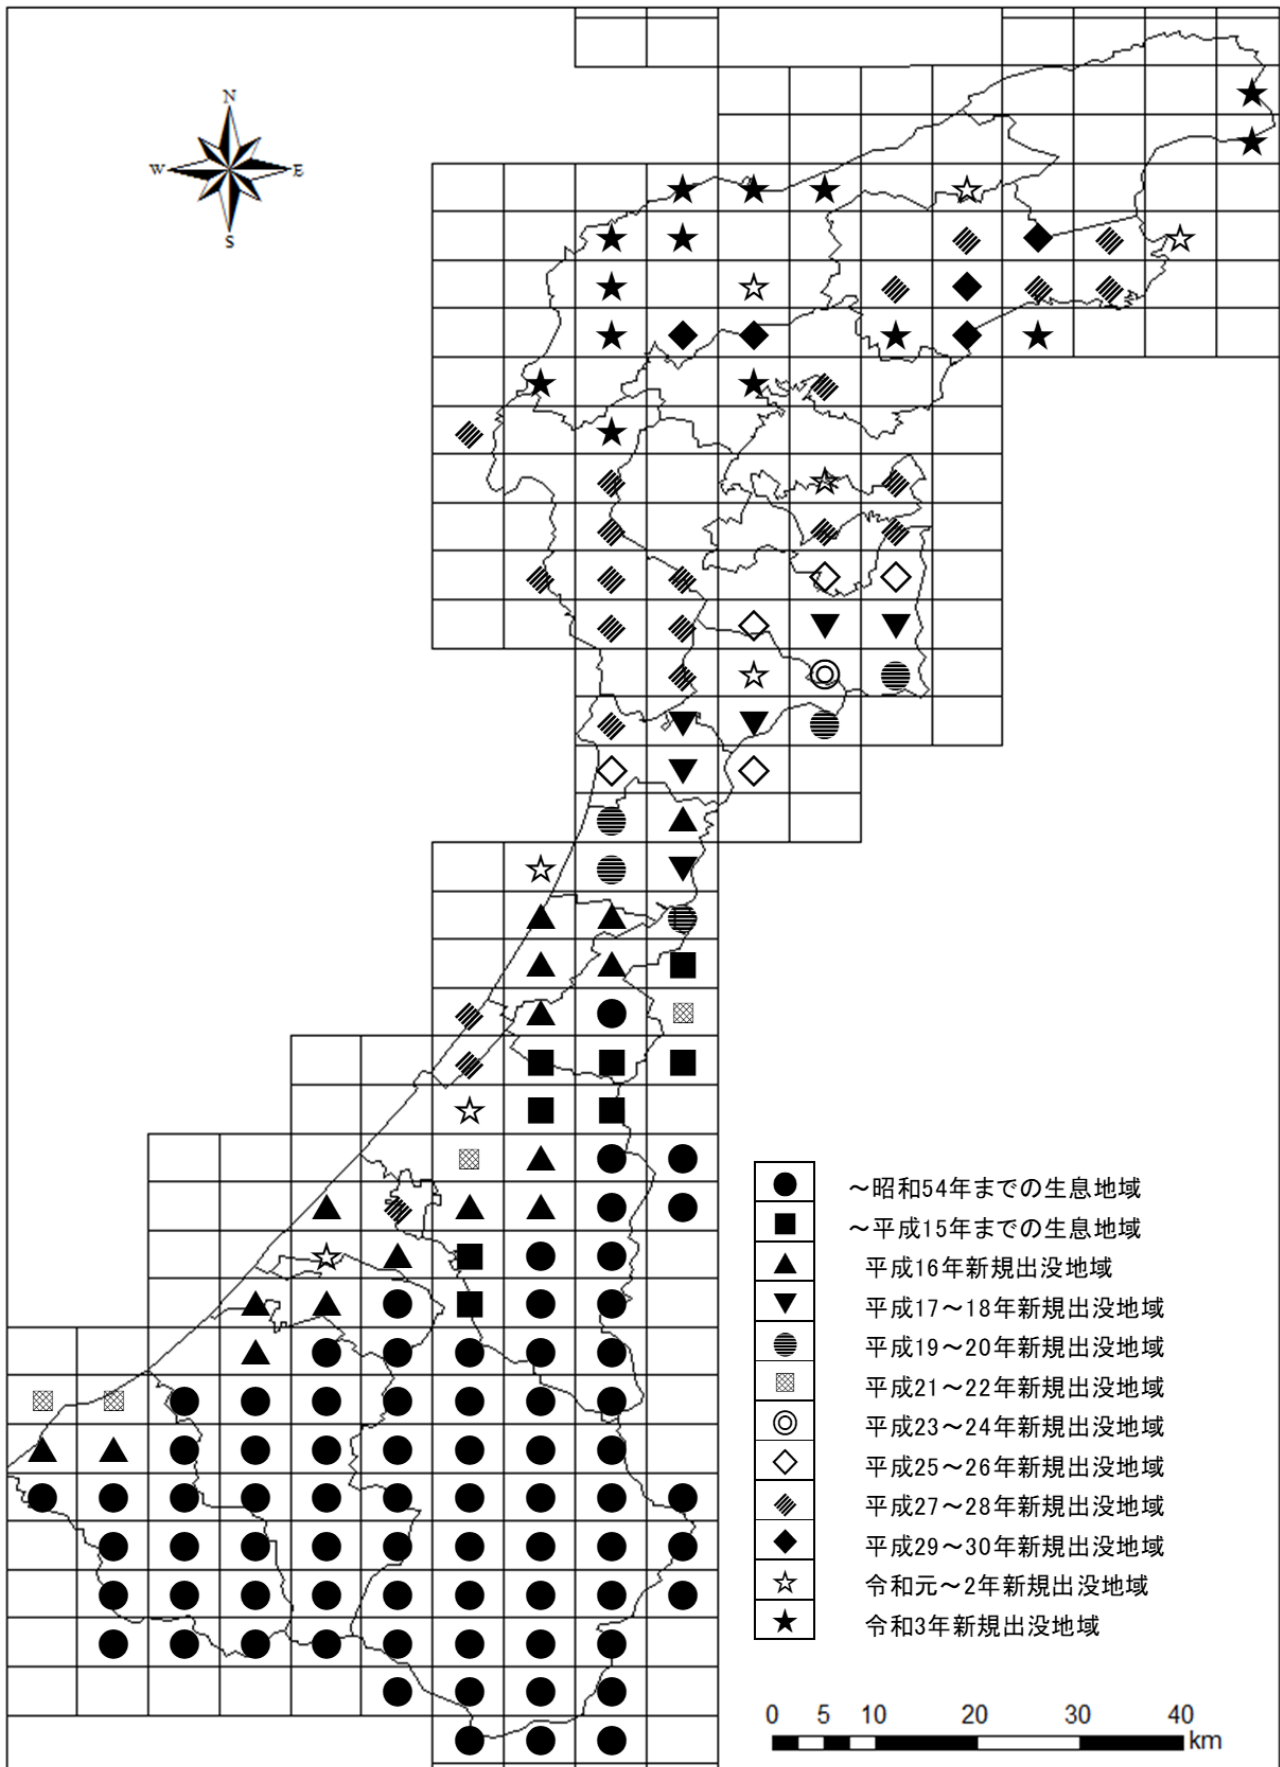 N
W
E
S
～昭和54年までの生息地域
～平成15年までの生息地域
平成16年新規出没地域
平成17～18年新規出没地域
平成19～20年新規出没地域
平成21～22年新規出没地域
平成23～24年新規出没地域
平成25～26年新規出没地域
平成27～28年新規出没地域
平成29～30年新規出没地域
令和元～2年新規出没地域
令和3年新規出没地域
0 5 10 20 30 40
km